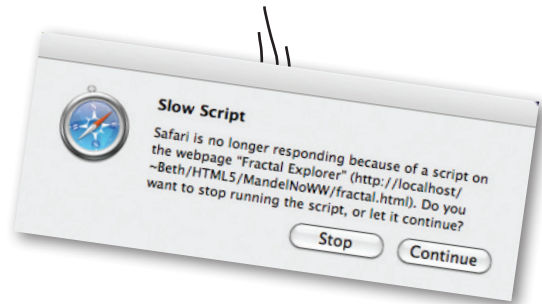 Slow Script
Safari is no longer responding because of a script on
the webpage "Fractal Explorer" (http://localhost/
~Beth/HTML5/MandelNoWW/fractal.html). Do you
want to stop running the script, or let it continue?
Stop Continue